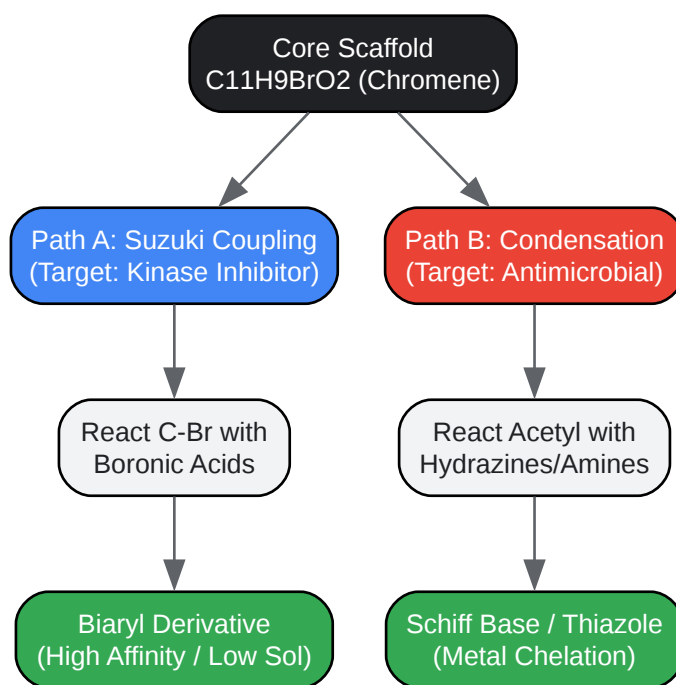 Core Scaffold
C11H9BrO2 (Chromene)
Path A: Suzuki Coupling
(Target: Kinase Inhibitor)
Path B: Condensation
(Target: Antimicrobial)
React C-Br with
Boronic Acids
React Acetyl with
Hydrazines/Amines
Biaryl Derivative
(High Affinity / Low Sol)
Schiff Base / Thiazole
(Metal Chelation)